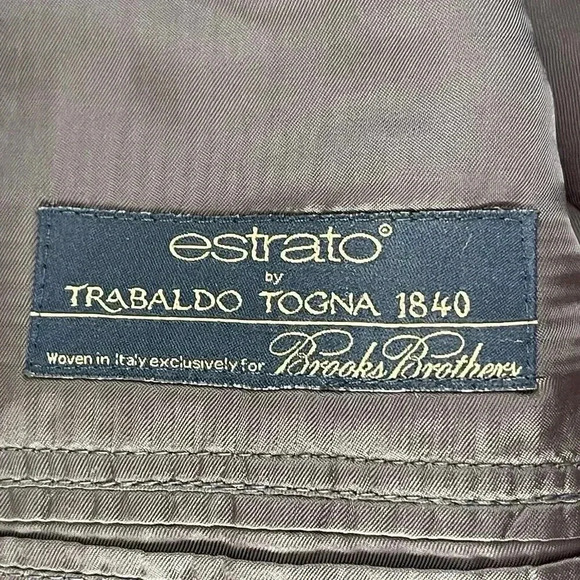 estrato®
by
TRABALDO TOGNA 1840
Woven in Italy exclusively for Brooks Brothers